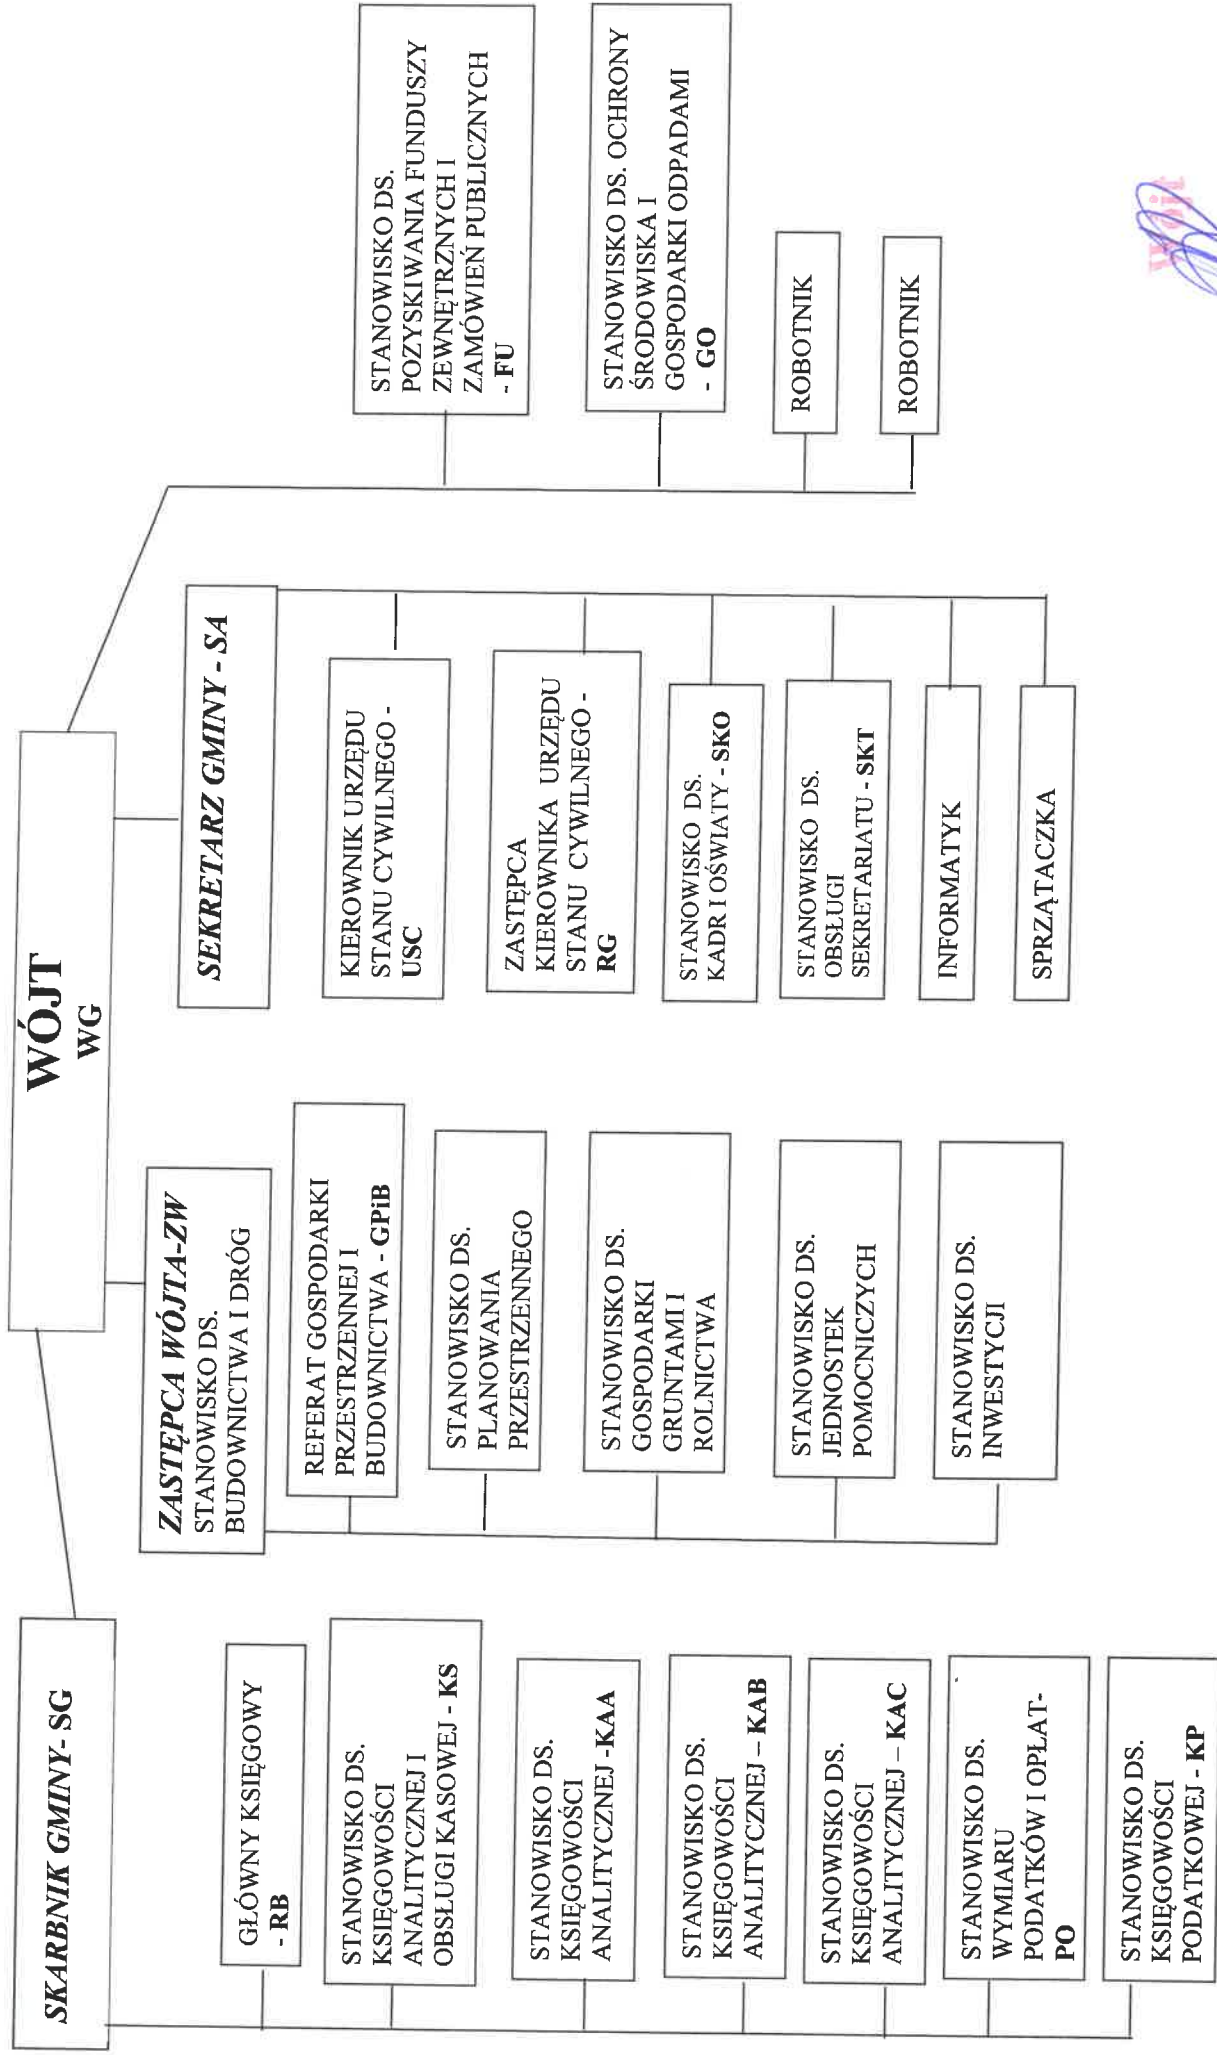 WÓJT
WG
SKARBNIK GMINY- SG
GŁÓWNY KSIĘGOWY
- RB
STANOWISKO DS.
KSIĘGOWOŚCI
ANALITYCZNEJ I
OBSŁUGI KASOWEJ - KS
STANOWISKO DS.
KSIĘGOWOŚCI
ANALITYCZNEJ -KAA
STANOWISKO DS.
KSIĘGOWOŚCI
ANALITYCZNEJ – KAB
STANOWISKO DS.
KSIĘGOWOŚCI
ANALITYCZNEJ – KAC
STANOWISKO DS.
WYMIARU
PODATKÓW I OPŁAT-
PO
STANOWISKO DS.
KSIĘGOWOŚCI
PODATKOWEJ - KP
ZASTĘPCA WÓJTA-ZW
STANOWISKO DS.
BUDOWNICTWA I DRÓG
REFERAT GOSPODARKI
PRZESTRZENNEJ I
BUDOWNICTWA - GPiB
STANOWISKO DS.
PLANOWANIA
PRZESTRZENNEGO
STANOWISKO DS.
GOSPODARKI
GRUNTAMI I
ROLNICTWA
STANOWISKO DS.
JEDNOSTEK
POMOCNICZYCH
STANOWISKO DS.
INWESTYCJI
SEKRETARZ GMINY - SA
KIEROWNIK URZĘDU
STANU CYWILNEGO -
USC
ZASTĘPCA
KIEROWNIKA URZĘDU
STANU CYWILNEGO -
RG
STANOWISKO DS.
KADR I OŚWIATY - SKO
STANOWISKO DS.
OBSŁUGI
SEKRETARIATU - SKT
INFORMATYK
SPRZĄTACZKA
STANOWISKO DS.
POZYSKIWANIA FUNDUSZY
ZEWNĘTRZNYCH I
ZAMÓWIEŃ PUBLICZNYCH
- FU
STANOWISKO DS. OCHRONY
ŚRODOWISKA I
GOSPODARKI ODPADAMI
- GO
ROBOTNIK
ROBOTNIK
Wójt